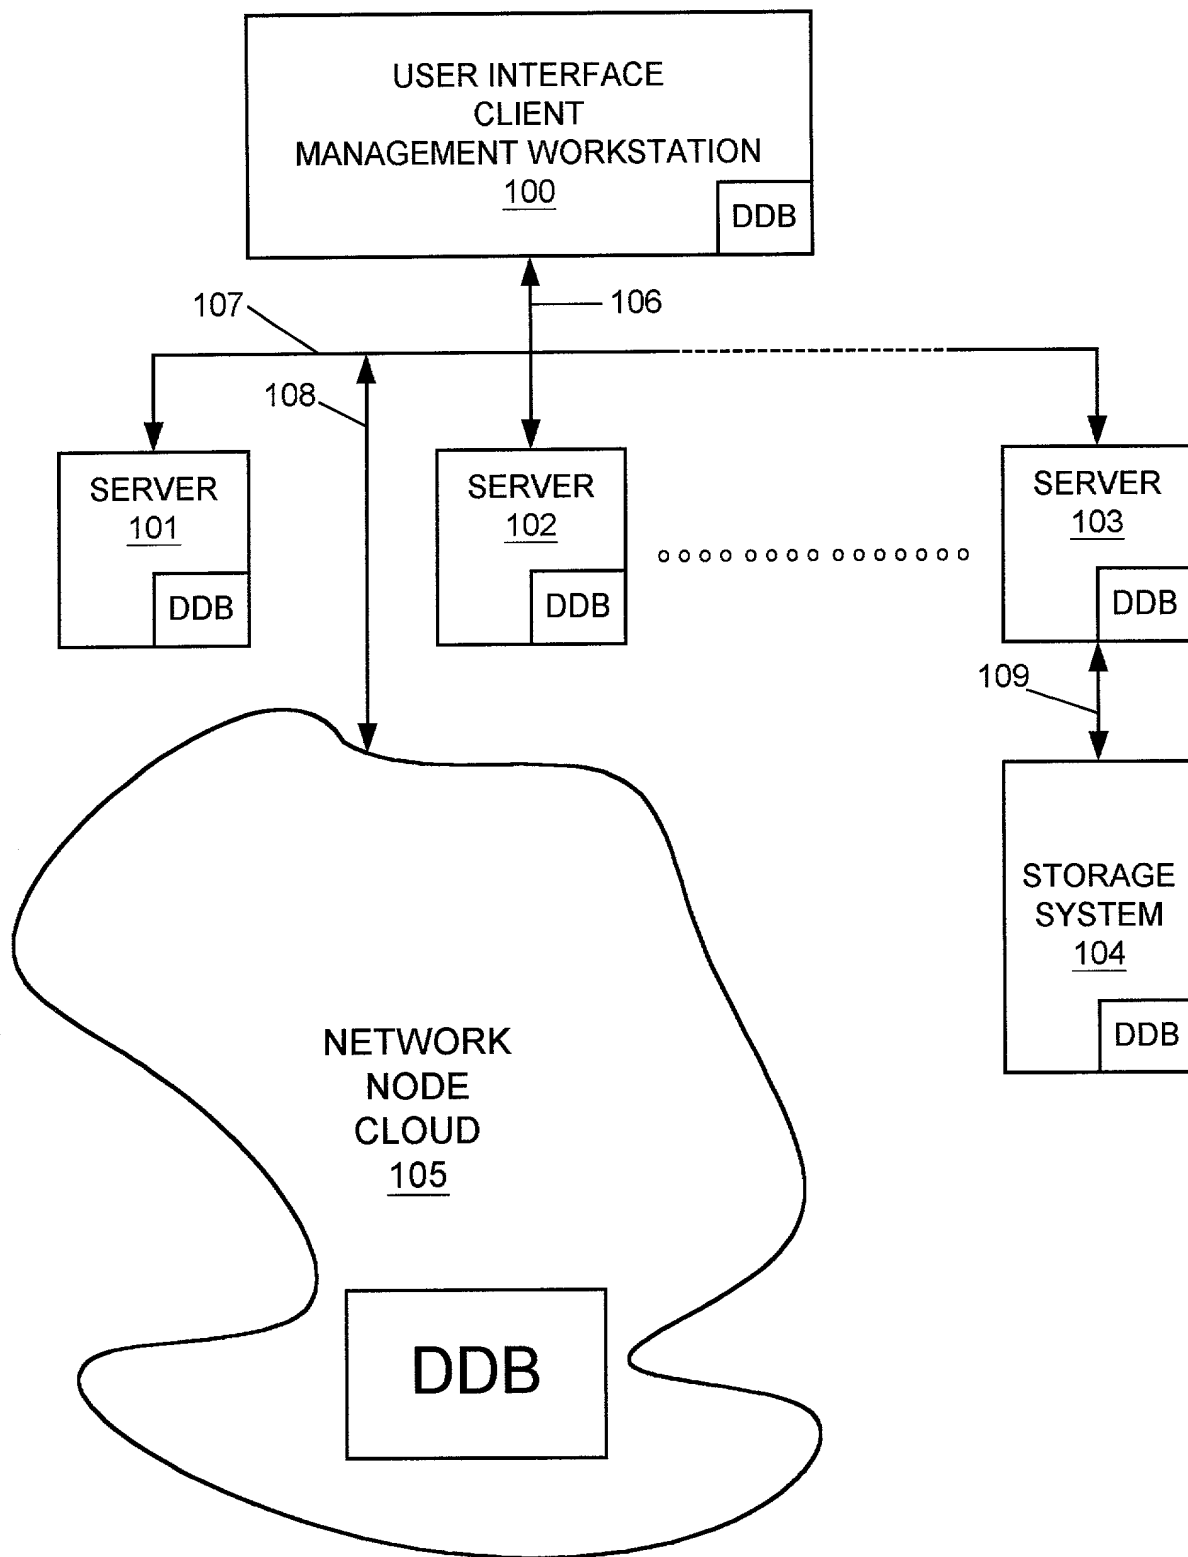 USER INTERFACE
CLIENT
MANAGEMENT WORKSTATION
100
DDB
106
107
108
SERVER
101
DDB
SERVER
102
DDB
SERVER
103
DDB
109
STORAGE
SYSTEM
104
DDB
NETWORK
NODE
CLOUD
105
DDB